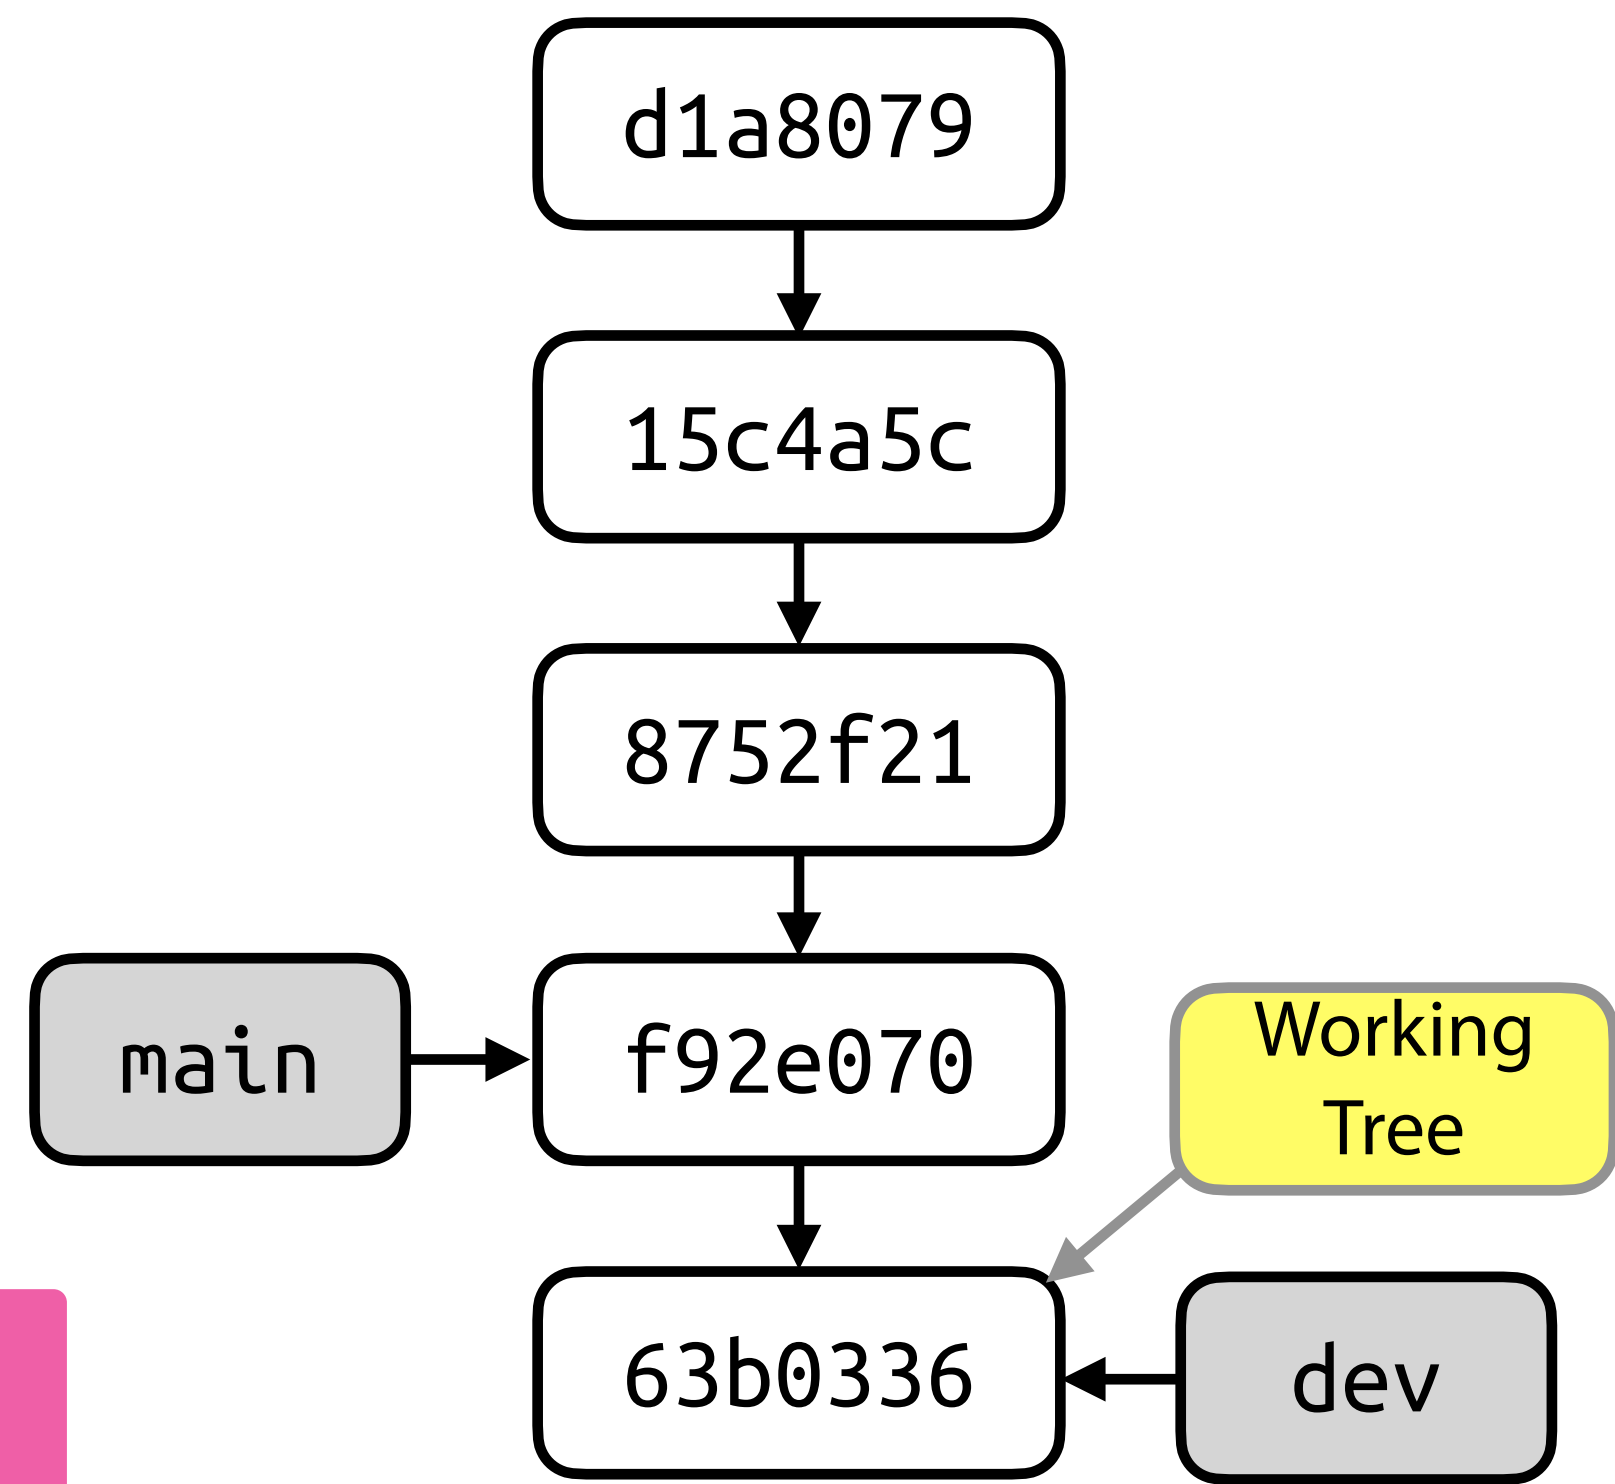 d1a8079
15c4a5c
8752f21
main
f92e070
Working
Tree
63b0336
dev